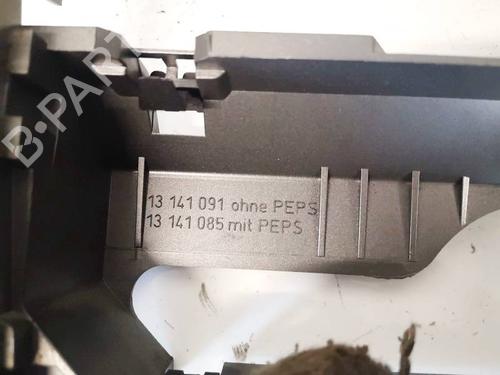 B-PARTS
13 141 091 ohne PEPS
13 141 085 mit PEPS